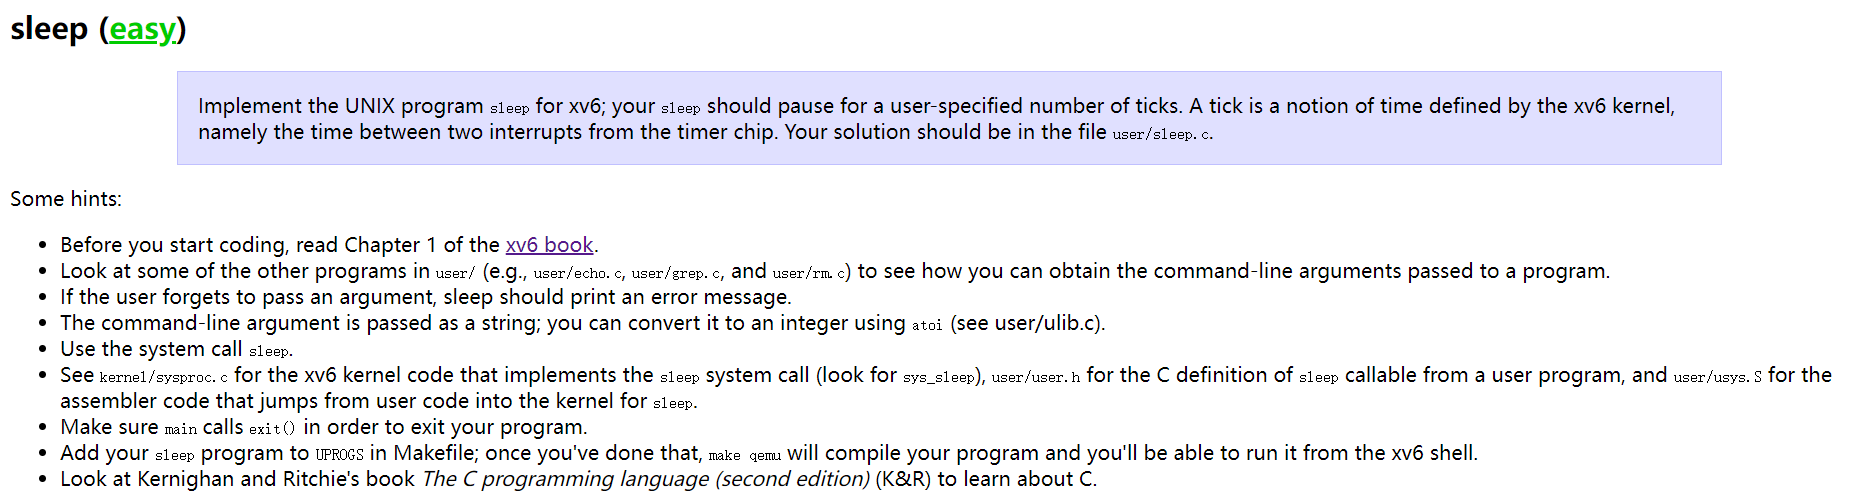 sleep (easy)
Implement the UNIX program sleep for xv6; your sleep should pause for a user-specified number of ticks. A tick is a notion of time defined by the xv6 kernel,
namely the time between two interrupts from the timer chip. Your solution should be in the file user/sleep.c.
Some hints:
• Before you start coding, read Chapter 1 of the xv6 book.
• Look at some of the other programs in user/ (e.g., user/echo.c, user/grep.c, and user/rm.c) to see how you can obtain the command-line arguments passed to a program.
• If the user forgets to pass an argument, sleep should print an error message.
• The command-line argument is passed as a string; you can convert it to an integer using atoi (see user/ulib.c).
• Use the system call sleep.
• See kernel/sysproc.c for the xv6 kernel code that implements the sleep system call (look for sys_sleep), user/user.h for the C definition of sleep callable from a user program, and user/usys.S for the
assembler code that jumps from user code into the kernel for sleep.
• Make sure main calls exit() in order to exit your program.
• Add your sleep program to UPROGS in Makefile; once you've done that, make qemu will compile your program and you'll be able to run it from the xv6 shell.
• Look at Kernighan and Ritchie's book The C programming language (second edition) (K&R) to learn about C.